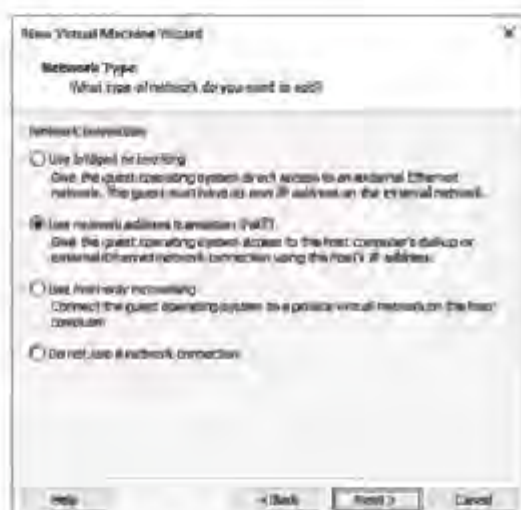 New Virtual Machine Wizard
Network Type
What type of network do you want to add?
Network connection
Use bridged networking
Give the guest operating system direct access to an external Ethernet
network. The guest must have its own IP address on the external network.
Use network address translation (NAT)
Give the guest operating system access to the host computer's dial-up or
external Ethernet network connection using the host's IP address.
Use host-only networking
Connect the guest operating system to a private virtual network on the host
computer.
Do not use a network connection
Help
< Back
Next >
Cancel